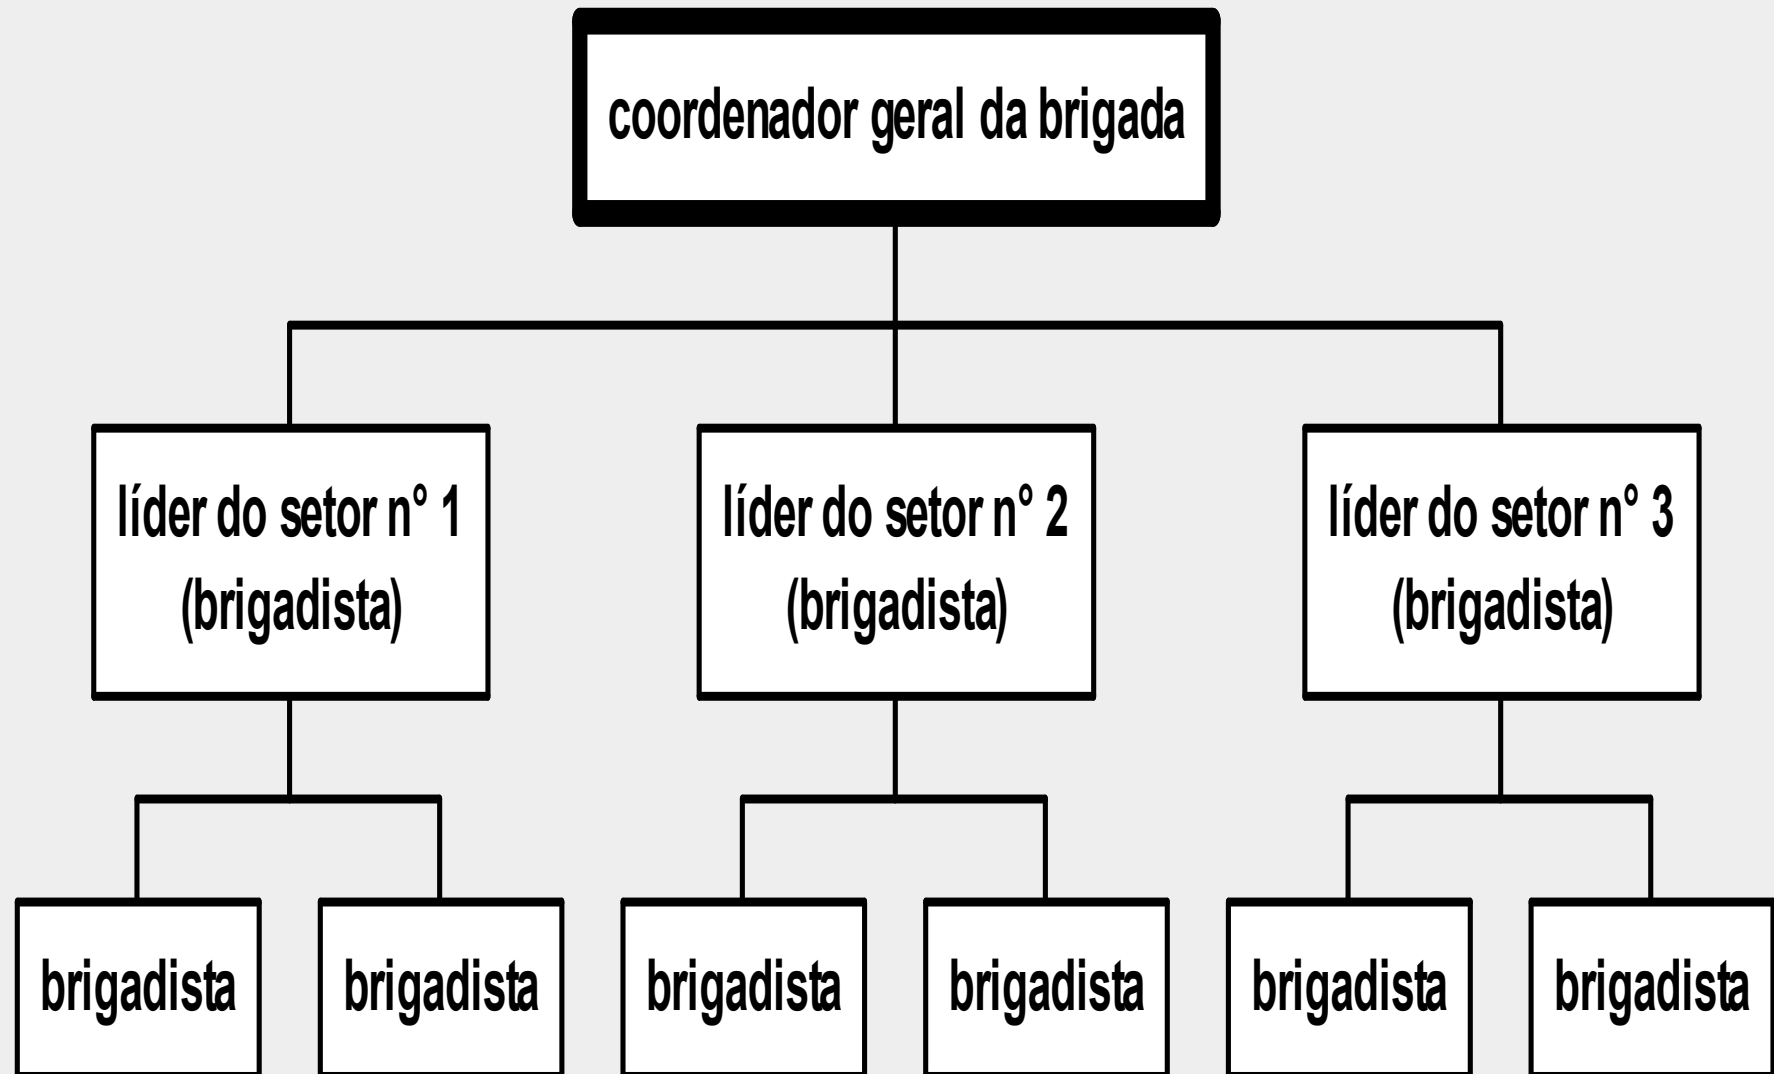 coordenador geral da brigada
líder do setor n° 1
(brigadista)
líder do setor n° 2
(brigadista)
líder do setor n° 3
(brigadista)
brigadista
brigadista
brigadista
brigadista
brigadista
brigadista